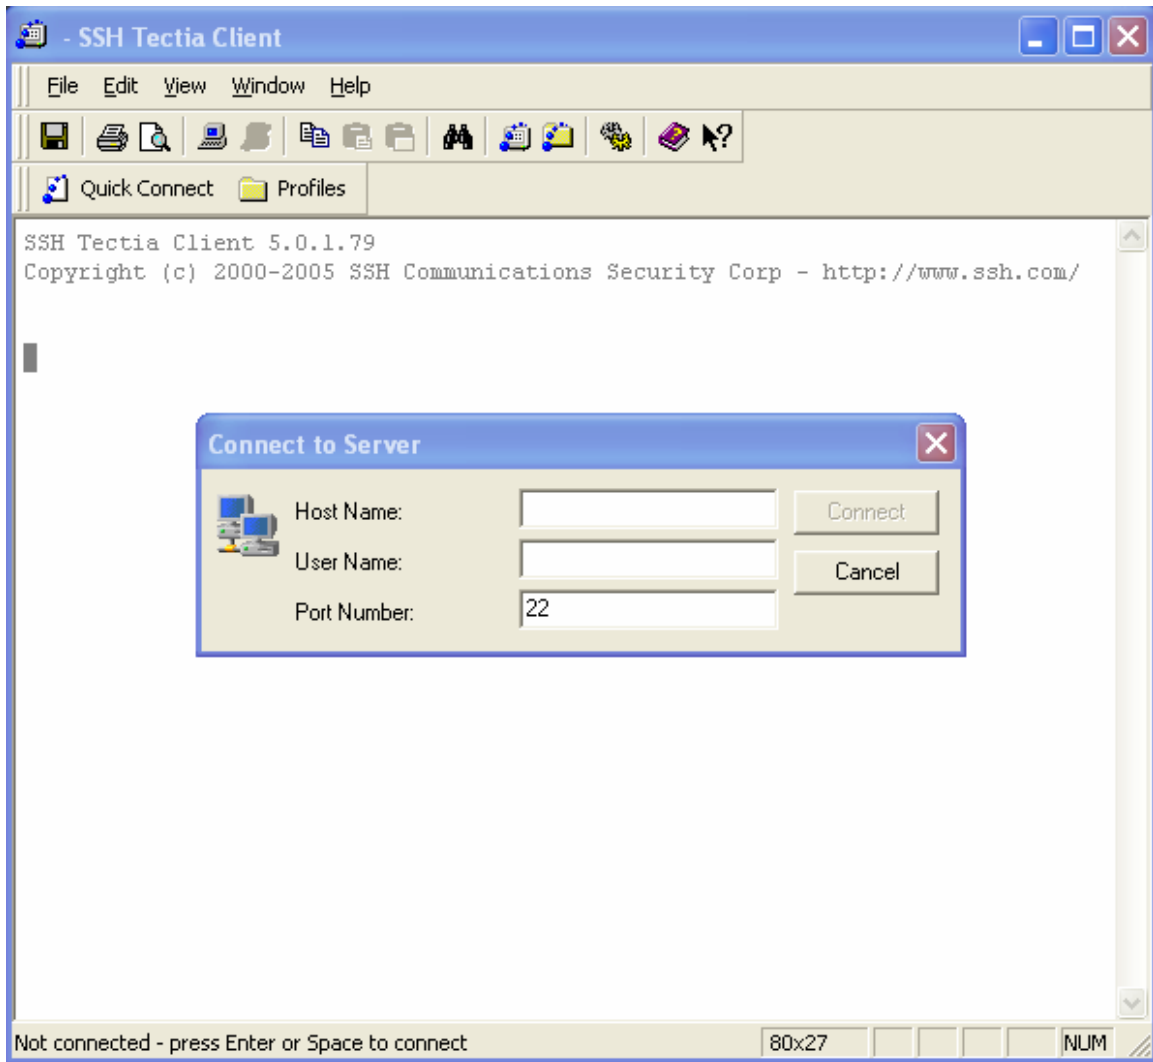 - SSH Tectia Client
File Edit View Window Help
Quick Connect Profiles
SSH Tectia Client 5.0.1.79
Copyright (c) 2000-2005 SSH Communications Security Corp - http://www.ssh.com/
Connect to Server
Host Name:
Connect
User Name:
Cancel
Port Number: 22
Not connected - press Enter or Space to connect 80x27 NUM